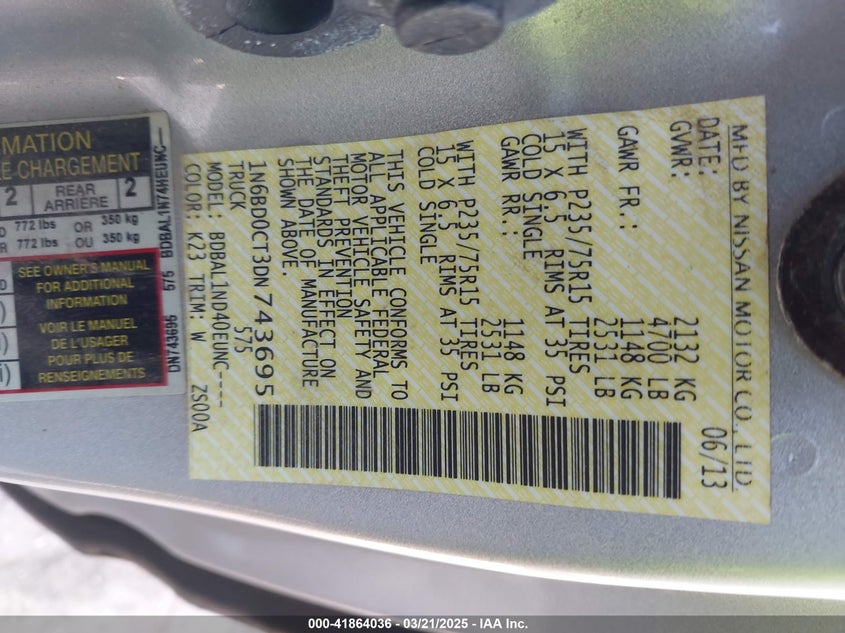 MFD BY NISSAN MOTOR CO., LTD.
DATE: 06/13
GVWR: 2132 KG
4700 LB
GAWR FR.: 1148 KG
2531 LB
WITH P235/75R15 TIRES
15 X 6.5 RIMS AT 35 PSI
COLD SINGLE
GAWR RR.: 1148 KG
2531 LB
WITH P235/75R15 TIRES
15 X 6.5 RIMS AT 35 PSI
COLD SINGLE
THIS VEHICLE CONFORMS TO
ALL APPLICABLE FEDERAL
MOTOR VEHICLE SAFETY AND
THEFT PREVENTION
STANDARDS IN EFFECT ON
THE DATE OF MANUFACTURE
SHOWN ABOVE.
1N6BD0CT3DN743695
TRUCK 575
MODEL: BDBAL1ND40EUNC----
COLOR: K23 TRIM: W ZS00A
MATION
LE CHARGEMENT
2 REAR 2
ARRIÈRE
772 lbs OR 350 kg
R 772 lbs OU 350 kg
SEE OWNER'S MANUAL
FOR ADDITIONAL
INFORMATION
VOIR LE MANUEL
DE L'USAGER
POUR PLUS DE
RENSEIGNEMENTS
DN743695 575 BDBAL1N74HEUNC—
000-41864036 — 03/21/2025 — IAA Inc.